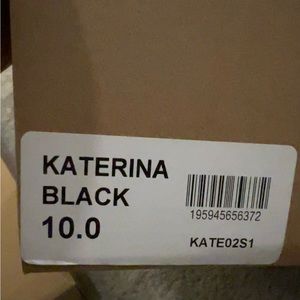 KATERINA
BLACK
10.0
195945656372
KATE02S1